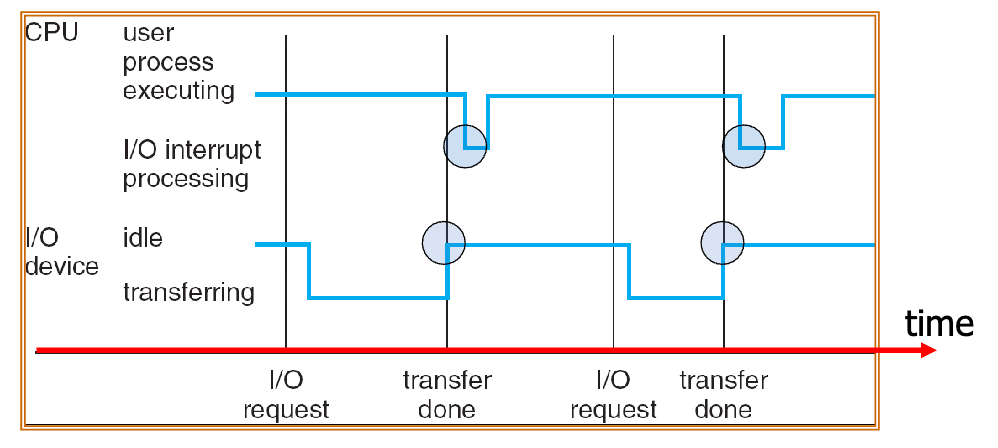 CPU
user
process
executing
I/O interrupt
processing
I/O
device
idle
transferring
time
I/O
request
transfer
done
I/O
request
transfer
done